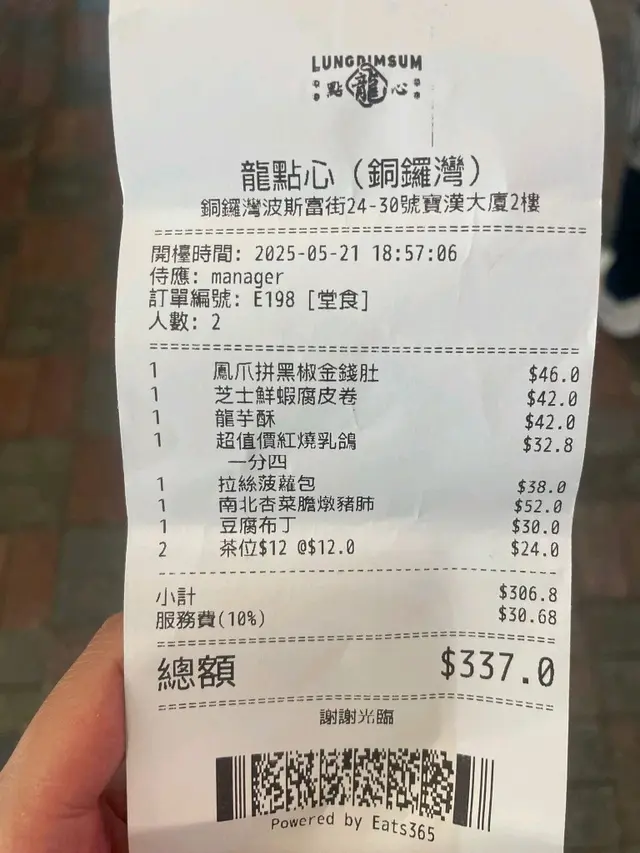 LUNGDIMSUM
點 龍 心
龍點心（銅鑼灣）
銅鑼灣波斯富街24-30號寶漢大廈2樓
開檯時間: 2025-05-21 18:57:06
侍應: manager
訂單編號: E198 [堂食]
人數: 2
1 鳳爪拼黑椒金錢肚 $46.0
1 芝士鮮蝦腐皮卷 $42.0
1 龍芋酥 $42.0
1 超值價紅燒乳鴿 $32.8
一分四
1 拉絲菠蘿包 $38.0
1 南北杏菜膽燉豬肺 $52.0
1 豆腐布丁 $30.0
2 茶位$12 @$12.0 $24.0
小計 $306.8
服務費(10%) $30.68
總額 $337.0
謝謝光臨
Powered by Eats365